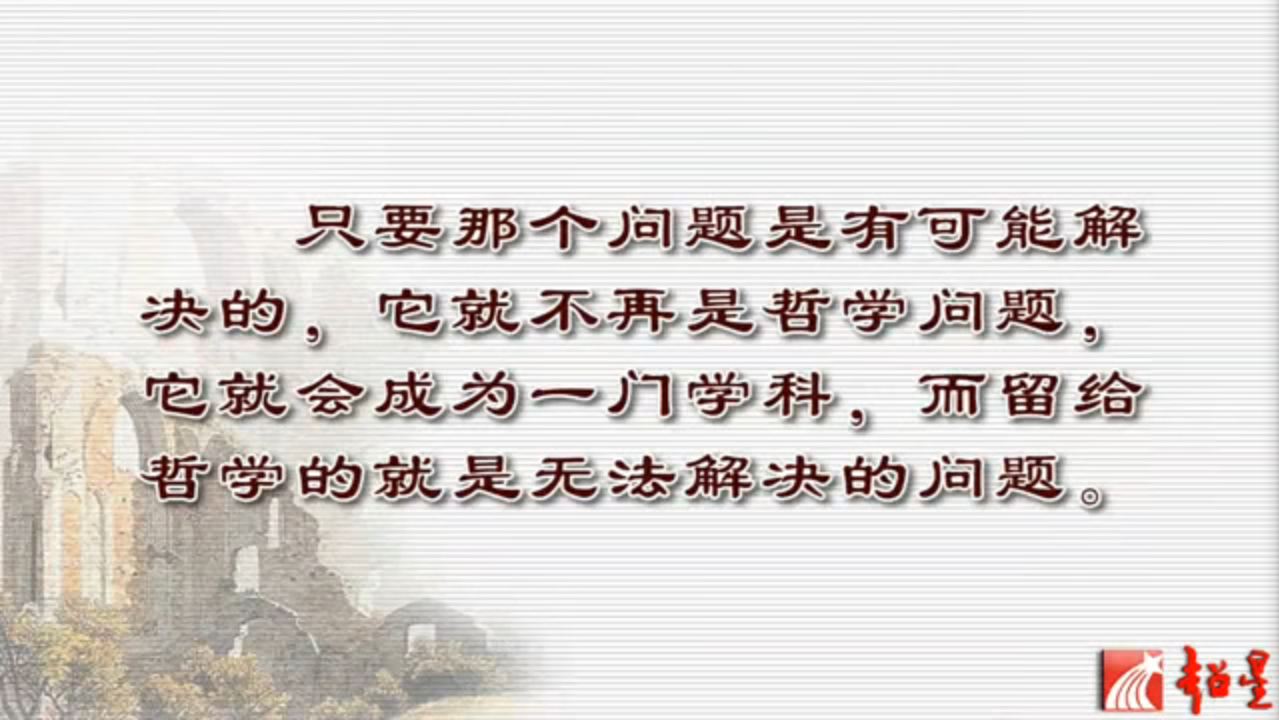 只要那个问题是有可能解
决的，它就不再是哲学问题，
它就会成为一门学科，而留给
哲学的就是无法解决的问题。
超星